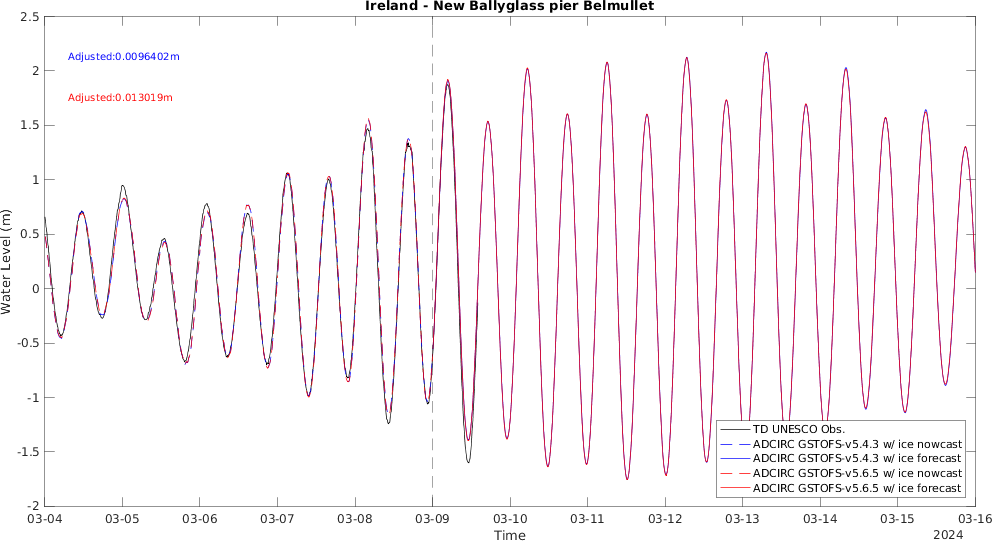 Ireland - New Ballyglass pier Belmullet
Adjusted:0.0096402m
Adjusted:0.013019m
Water Level (m)
2.5
2
1.5
1
0.5
0
-0.5
-1
-1.5
-2
TD UNESCO Obs.
ADCIRC GSTOFS-v5.4.3 w/ ice nowcast
ADCIRC GSTOFS-v5.4.3 w/ ice forecast
ADCIRC GSTOFS-v5.6.5 w/ ice nowcast
ADCIRC GSTOFS-v5.6.5 w/ ice forecast
03-04 03-05 03-06 03-07 03-08 03-09 03-10 03-11 03-12 03-13 03-14 03-15 03-16
Time
2024